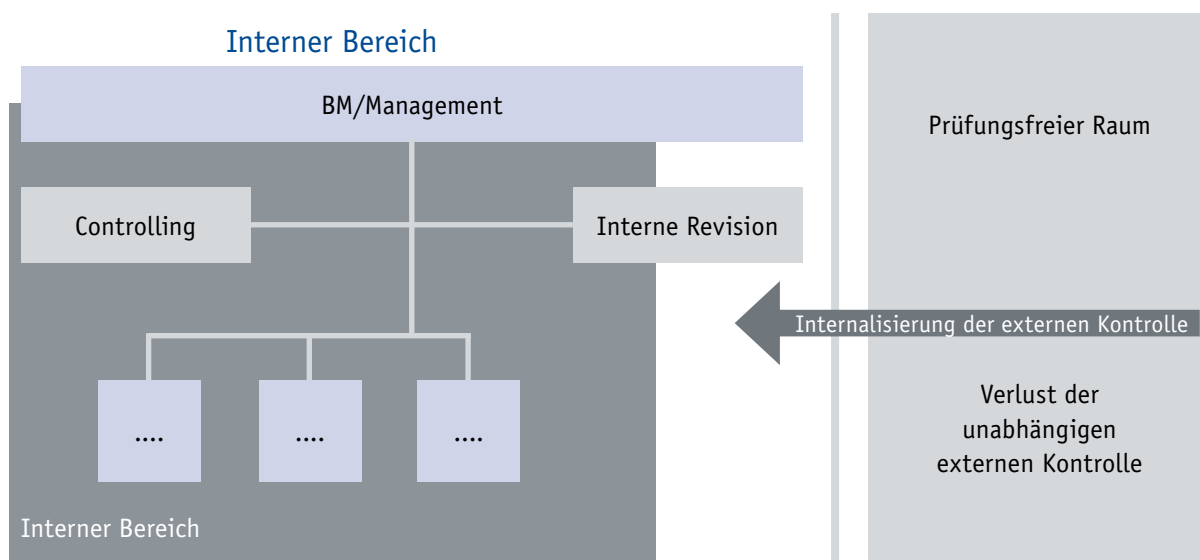 Interner Bereich
BM/Management
Prüfungsfreier Raum
Controlling
Interne Revision
Internalisierung der externen Kontrolle
....
....
....
Verlust der
unabhängigen
externen Kontrolle
Interner Bereich